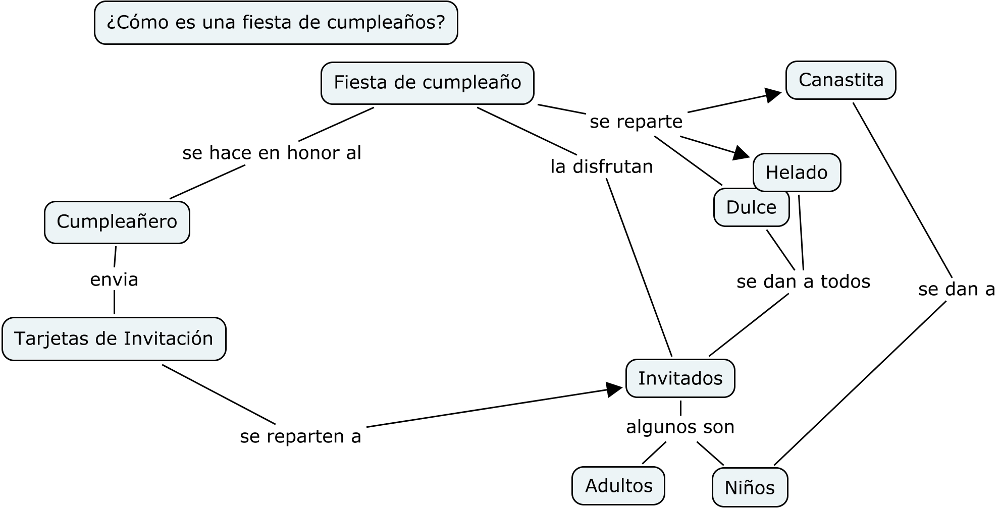 ¿Cómo es una fiesta de cumpleaños?
Fiesta de cumpleaño
Canastita
se reparte
se hace en honor al
la disfrutan
Helado
Dulce
Cumpleañero
envia
se dan a todos
se dan a
Tarjetas de Invitación
Invitados
se reparten a
algunos son
Adultos
Niños